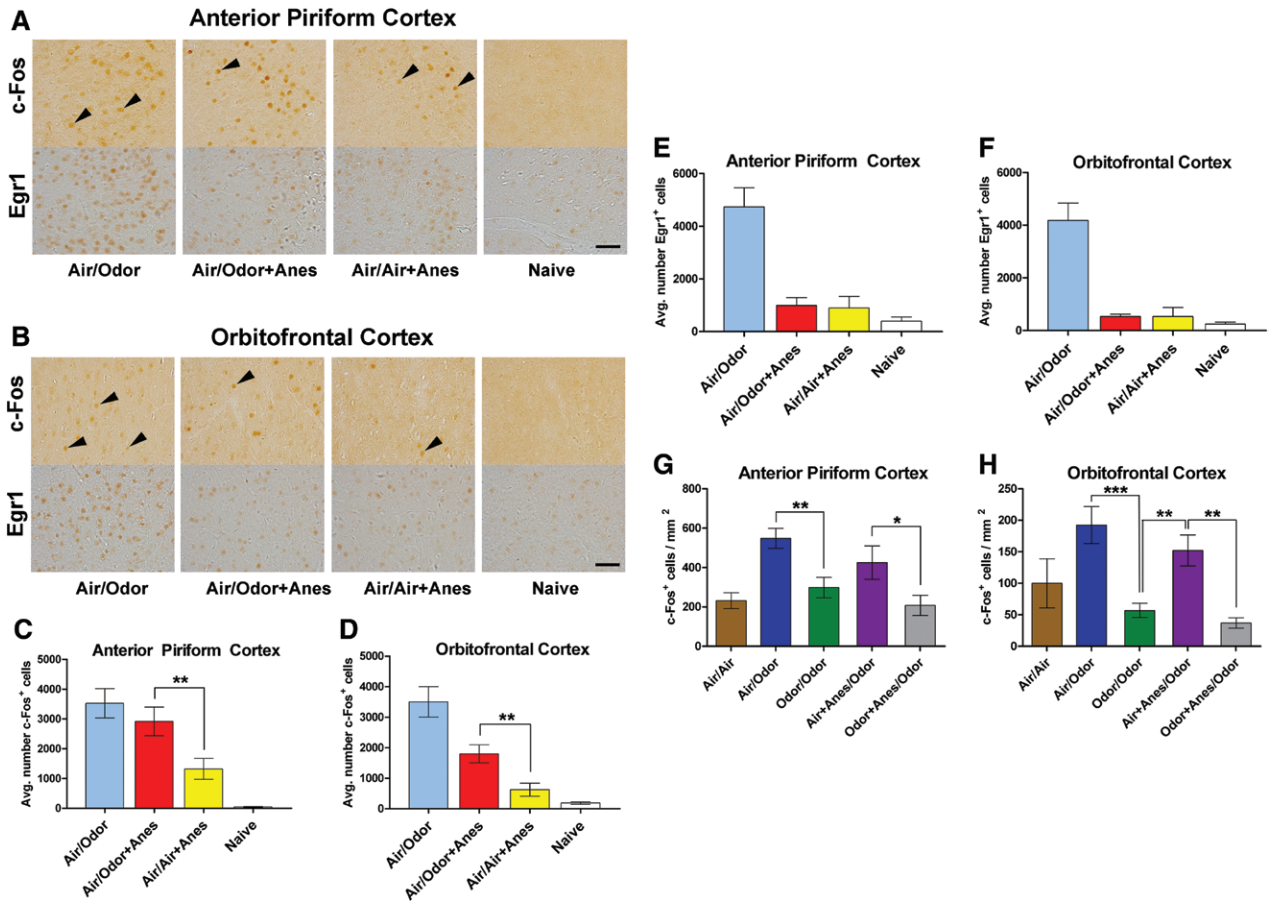 A
Anterior Piriform Cortex
c-Fos
Egr1
Air/Odor Air/Odor+Anes Air/Air+Anes Naive
B
Orbitofrontal Cortex
c-Fos
Egr1
Air/Odor Air/Odor+Anes Air/Air+Anes Naive
C
Anterior Piriform Cortex
Avg. number c-Fos⁺ cells
5000
4000
3000
2000
1000
0
**
Air/Odor
Air/Odor+Anes
Air/Air+Anes
Naive
D
Orbitofrontal Cortex
Avg. number c-Fos⁺ cells
5000
4000
3000
2000
1000
0
**
Air/Odor
Air/Odor+Anes
Air/Air+Anes
Naive
E
Anterior Piriform Cortex
Avg. number Egr1⁺ cells
6000
4000
2000
0
Air/Odor
Air/Odor+Anes
Air/Air+Anes
Naive
F
Orbitofrontal Cortex
Avg. number Egr1⁺ cells
6000
4000
2000
0
Air/Odor
Air/Odor+Anes
Air/Air+Anes
Naive
G
Anterior Piriform Cortex
c-Fos⁺ cells / mm ²
800
600
400
200
0
**
*
Air/Air
Air/Odor
Odor/Odor
Air+Anes/Odor
Odor+Anes/Odor
H
Orbitofrontal Cortex
c-Fos⁺ cells / mm ²
250
200
150
100
50
0
***
**
**
Air/Air
Air/Odor
Odor/Odor
Air+Anes/Odor
Odor+Anes/Odor